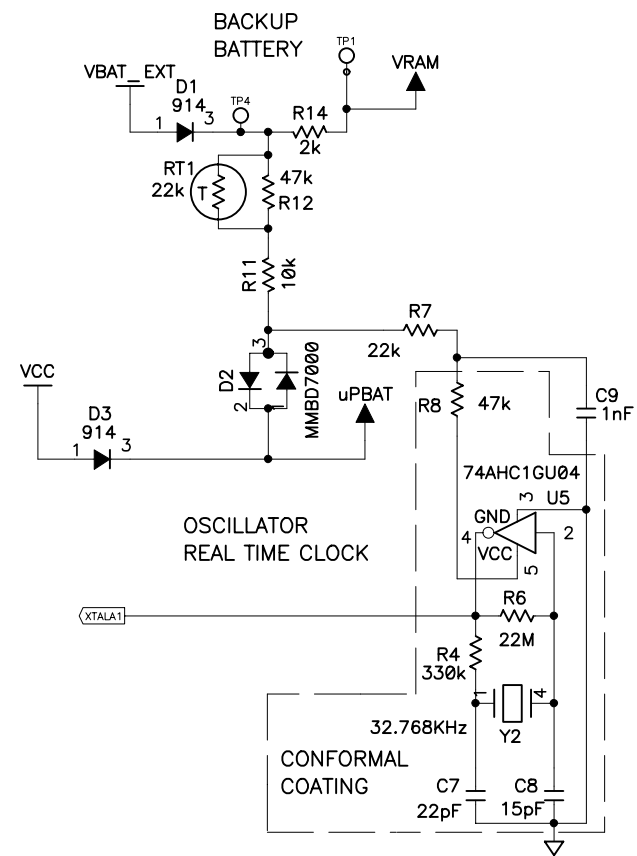 BACKUP
BATTERY
TP1
VRAM
VBAT_EXT
D1
914
1
3
TP4
R14
2k
RT1
22k
T
47k
R12
R11
10k
R7
22k
3
D2
MMBD7000
2
1
VCC
uPBAT
R8
47k
C9
1nF
D3
914
1
3
74AHC1GU04
3
U5
GND
4
2
VCC
5
OSCILLATOR
REAL TIME CLOCK
XTALA1
R6
22M
R4
330k
1
4
32.768KHz
Y2
CONFORMAL
COATING
C7
22pF
C8
15pF